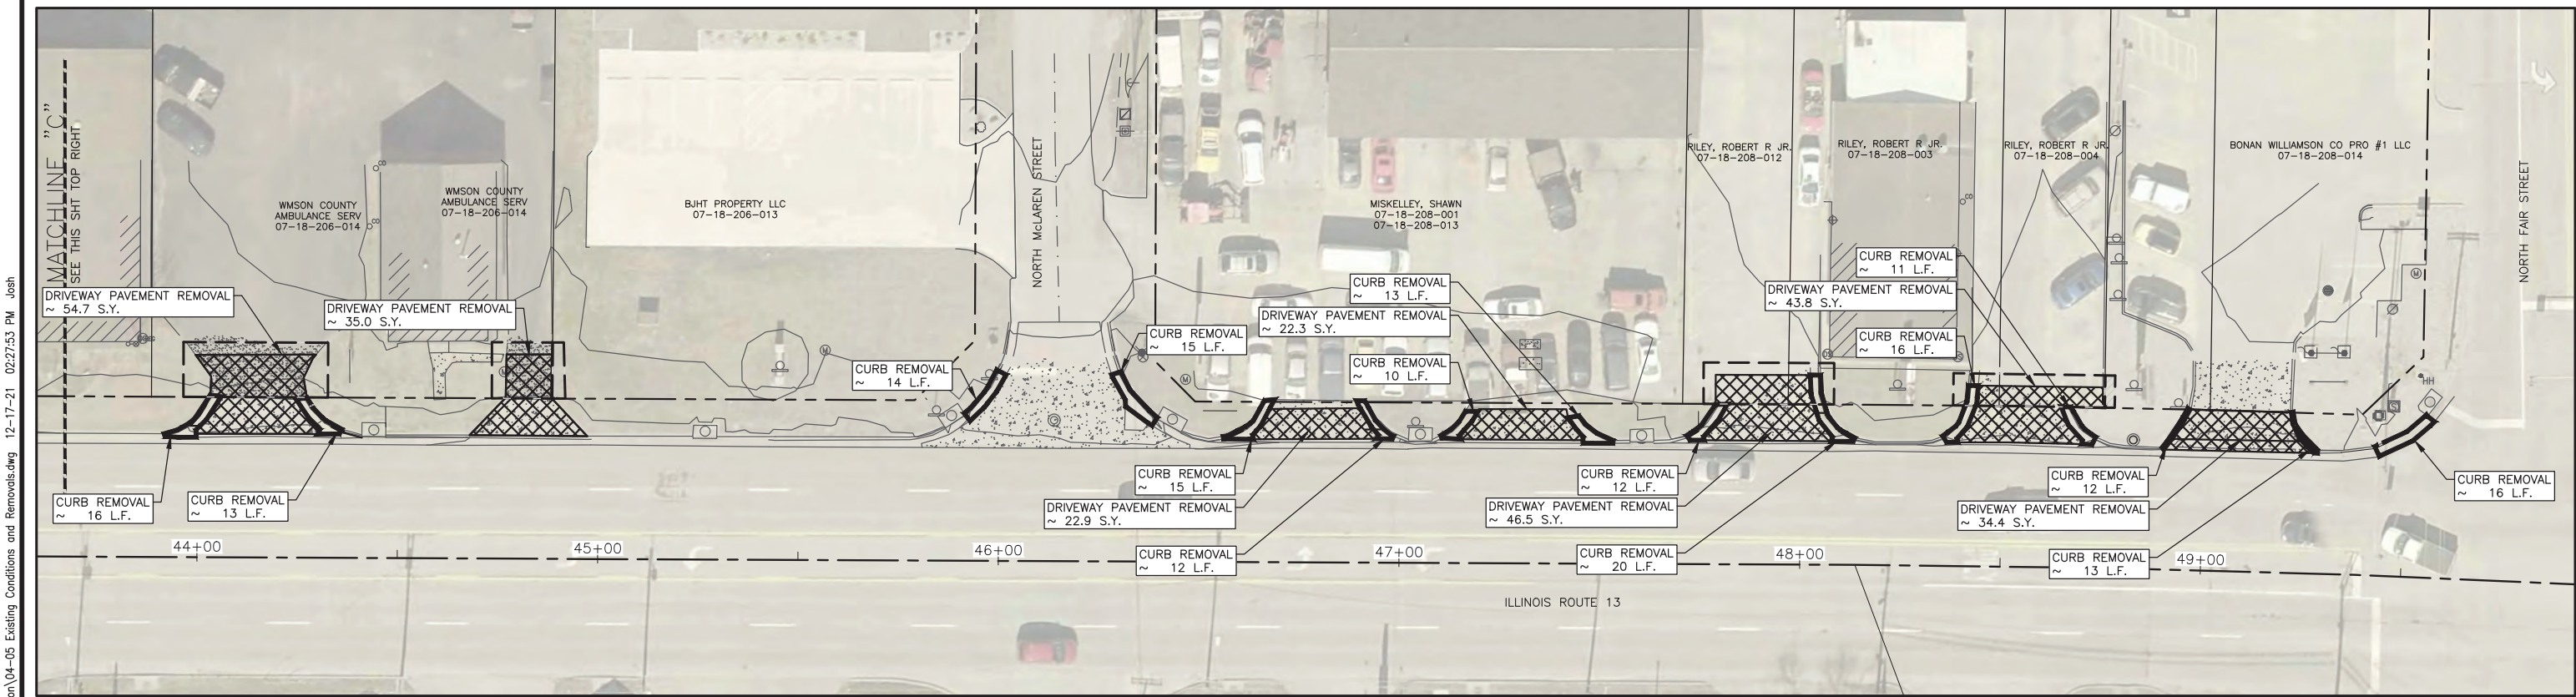 on\04-05 Existing Conditions and Removals.dwg 12-17-21 02:27:53 PM Josh
MATCHLINE "C"
SEE THIS SHT TOP RIGHT
WMSON COUNTY
AMBULANCE SERV
07-18-206-014
WMSON COUNTY
AMBULANCE SERV
07-18-206-014
BJHT PROPERTY LLC
07-18-206-013
NORTH McLAREN STREET
MISKELLEY, SHAWN
07-18-208-001
07-18-208-013
RILEY, ROBERT R JR.
07-18-208-012
RILEY, ROBERT R JR.
07-18-208-003
RILEY, ROBERT R JR.
07-18-208-004
BONAN WILLIAMSON CO PRO #1 LLC
07-18-208-014
NORTH FAIR STREET
DRIVEWAY PAVEMENT REMOVAL
~ 54.7 S.Y.
DRIVEWAY PAVEMENT REMOVAL
~ 35.0 S.Y.
CURB REMOVAL
~ 14 L.F.
CURB REMOVAL
~ 15 L.F.
CURB REMOVAL
~ 13 L.F.
DRIVEWAY PAVEMENT REMOVAL
~ 22.3 S.Y.
CURB REMOVAL
~ 10 L.F.
CURB REMOVAL
~ 11 L.F.
DRIVEWAY PAVEMENT REMOVAL
~ 43.8 S.Y.
CURB REMOVAL
~ 16 L.F.
HH
M
M
M
M
CURB REMOVAL
~ 16 L.F.
CURB REMOVAL
~ 13 L.F.
CURB REMOVAL
~ 15 L.F.
DRIVEWAY PAVEMENT REMOVAL
~ 22.9 S.Y.
CURB REMOVAL
~ 12 L.F.
CURB REMOVAL
~ 12 L.F.
DRIVEWAY PAVEMENT REMOVAL
~ 46.5 S.Y.
CURB REMOVAL
~ 20 L.F.
CURB REMOVAL
~ 12 L.F.
DRIVEWAY PAVEMENT REMOVAL
~ 34.4 S.Y.
CURB REMOVAL
~ 13 L.F.
CURB REMOVAL
~ 16 L.F.
44+00
45+00
46+00
47+00
48+00
49+00
ILLINOIS ROUTE 13